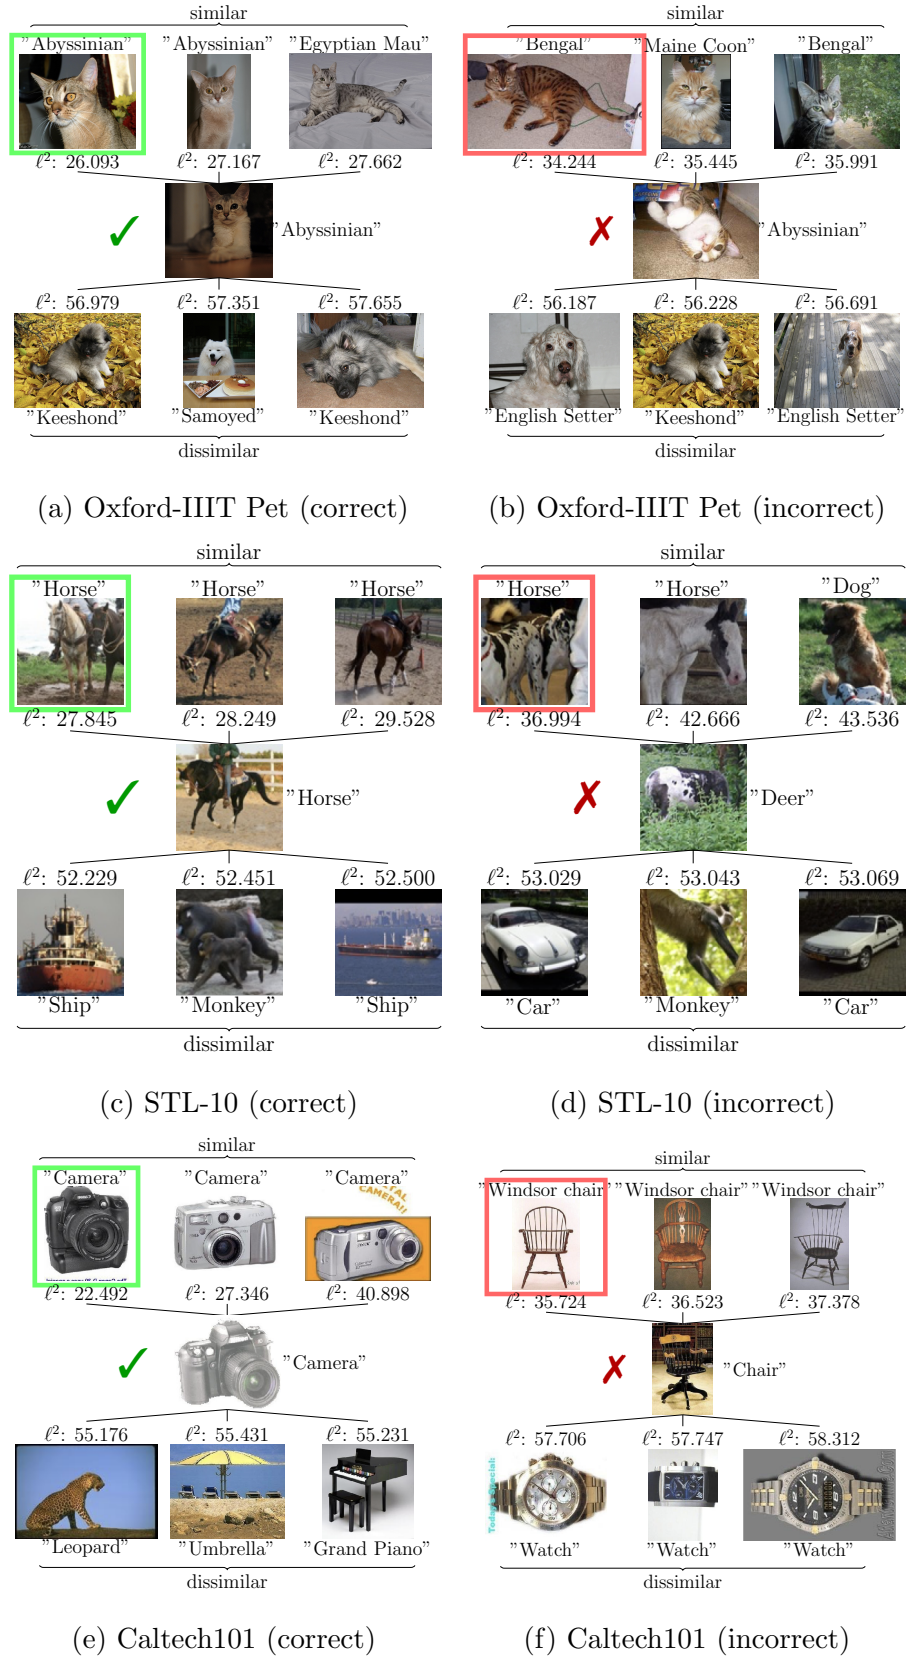 similar
"Abyssinian" "Abyssinian" "Egyptian Mau"
ℓ²: 26.093 ℓ²: 27.167 ℓ²: 27.662
"Abyssinian"
✓
ℓ²: 56.979 ℓ²: 57.351 ℓ²: 57.655
"Keeshond" "Samoyed" "Keeshond"
dissimilar
(a) Oxford-IIIT Pet (correct)
similar
"Bengal" "Maine Coon" "Bengal"
ℓ²: 34.244 ℓ²: 35.445 ℓ²: 35.991
"Abyssinian"
✗
ℓ²: 56.187 ℓ²: 56.228 ℓ²: 56.691
"English Setter" "Keeshond" "English Setter"
dissimilar
(b) Oxford-IIIT Pet (incorrect)
similar
"Horse" "Horse" "Horse"
ℓ²: 27.845 ℓ²: 28.249 ℓ²: 29.528
"Horse"
✓
ℓ²: 52.229 ℓ²: 52.451 ℓ²: 52.500
"Ship" "Monkey" "Ship"
dissimilar
(c) STL-10 (correct)
similar
"Horse" "Horse" "Dog"
ℓ²: 36.994 ℓ²: 42.666 ℓ²: 43.536
"Deer"
✗
ℓ²: 53.029 ℓ²: 53.043 ℓ²: 53.069
"Car" "Monkey" "Car"
dissimilar
(d) STL-10 (incorrect)
similar
"Camera" "Camera" "Camera"
CAMERA!!
ℓ²: 22.492 ℓ²: 27.346 ℓ²: 40.898
"Camera"
✓
ℓ²: 55.176 ℓ²: 55.431 ℓ²: 55.231
"Leopard" "Umbrella" "Grand Piano"
dissimilar
(e) Caltech101 (correct)
similar
"Windsor chair" "Windsor chair" "Windsor chair"
ℓ²: 35.724 ℓ²: 36.523 ℓ²: 37.378
"Chair"
✗
ℓ²: 57.706 ℓ²: 57.747 ℓ²: 58.312
Today's Special:
"Watch" "Watch" "Watch"
dissimilar
(f) Caltech101 (incorrect)